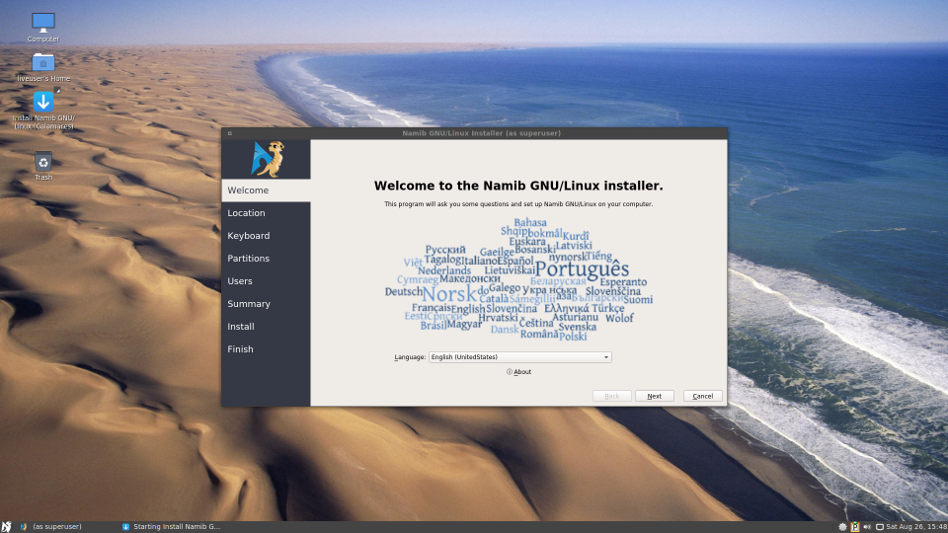 Computer
liveuser's Home
Install Namib GNU/
Linux (Calamares)
Trash
Namib GNU/Linux Installer (as superuser)
Welcome
Location
Keyboard
Partitions
Users
Summary
Install
Finish
Welcome to the Namib GNU/Linux installer.
This program will ask you some questions and set up Namib GNU/Linux on your computer.
Bahasa
Shqip bokmål Kurdî
Euskara Latviski
Русский Gaeilge Bosanski nynorsk Tiếng
Việt Tagalog Italiano Español
Nederlands Lietuviškai Português
Cymraeg Македонски Беларуская Esperanto
Deutsch Norsk Galego Українська Slovenščina
Català Sámegillii Български Suomi
Français English Slovenčina Ελληνικά Türkçe
Eesti Српски Hrvatski Asturianu Wolof
Brasil Magyar Čeština Svenska
Dansk Română Polski
Language: English (UnitedStates)
About
Back Next Cancel
(as superuser) Starting Install Namib G... Sat Aug 26, 15:48